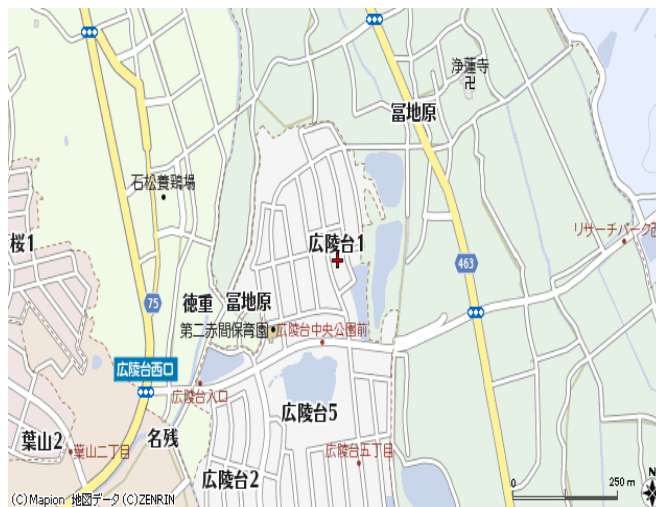 浄蓮寺
冨地原
石松養鶏場
桜1
広陵台1
リサーチパーク西
463
75
徳重
冨地原
第二赤間保育園
広陵台中央公園前
広陵台西口
広陵台入口
広陵台5
葉山2
葉山二丁目
名残
広陵台2
広陵台五丁目
0
250 m
N
(C)Mapion 地図データ (C)ZENRIN